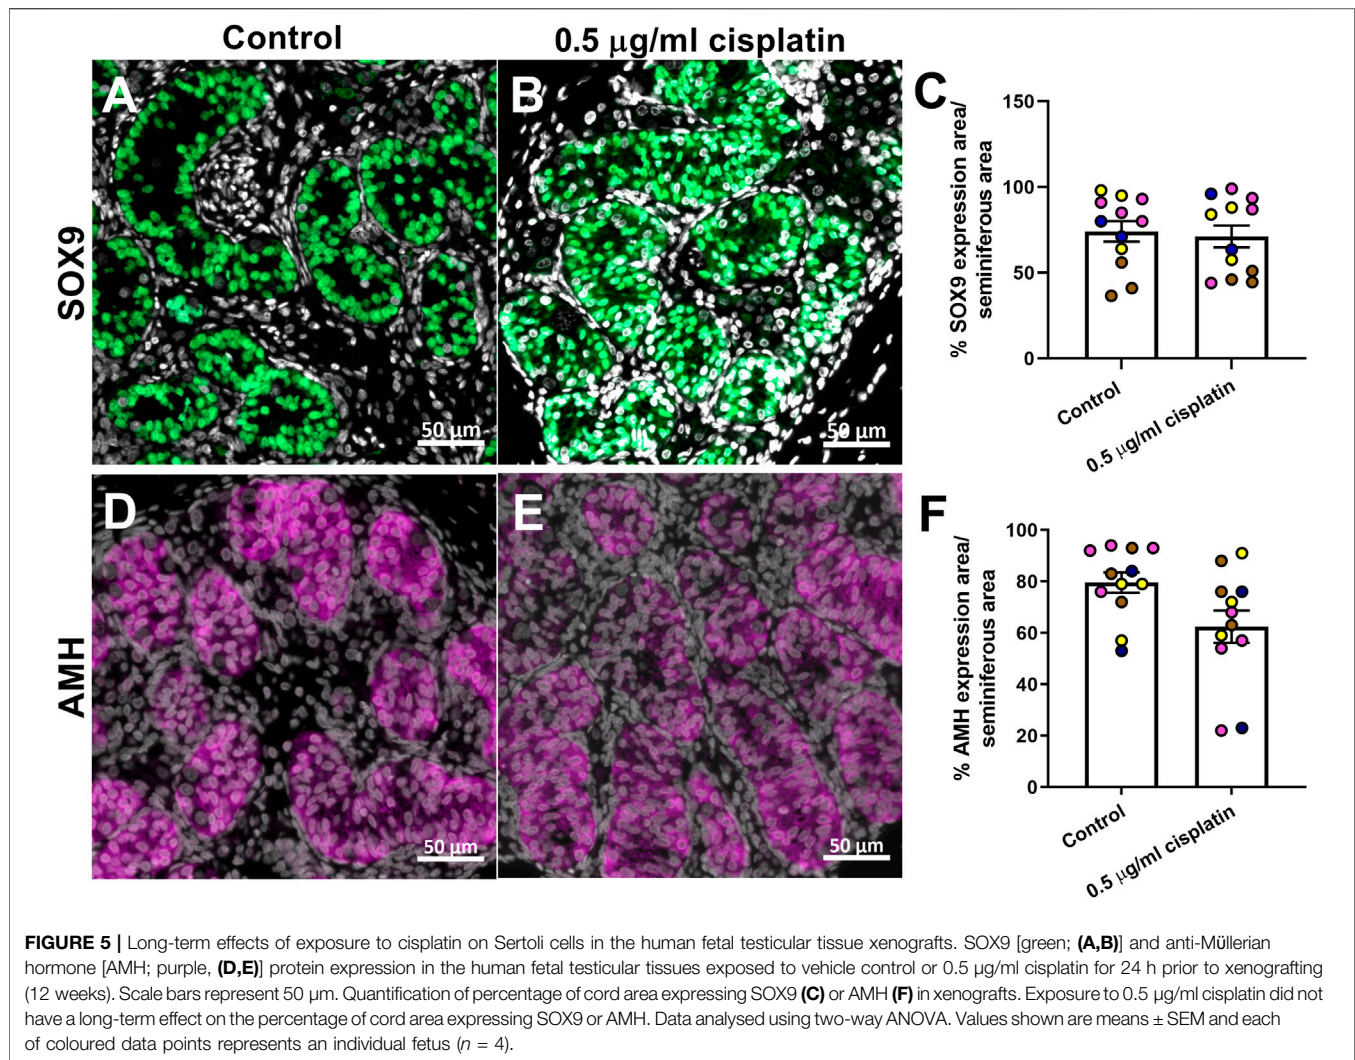 Control
0.5 µg/ml cisplatin
SOX9
A
50 µm
B
50 µm
C
% SOX9 expression area/
seminiferous area
150
100
50
0
Control
0.5 µg/ml cisplatin
AMH
D
50 µm
E
50 µm
F
% AMH expression area/
seminiferous area
100
80
60
40
20
0
Control
0.5 µg/ml cisplatin
FIGURE 5 | Long-term effects of exposure to cisplatin on Sertoli cells in the human fetal testicular tissue xenografts. SOX9 [green; (A,B)] and anti-Müllerian
hormone [AMH; purple, (D,E)] protein expression in the human fetal testicular tissues exposed to vehicle control or 0.5 µg/ml cisplatin for 24 h prior to xenografting
(12 weeks). Scale bars represent 50 µm. Quantification of percentage of cord area expressing SOX9 (C) or AMH (F) in xenografts. Exposure to 0.5 µg/ml cisplatin did not
have a long-term effect on the percentage of cord area expressing SOX9 or AMH. Data analysed using two-way ANOVA. Values shown are means ± SEM and each
of coloured data points represents an individual fetus (n = 4).